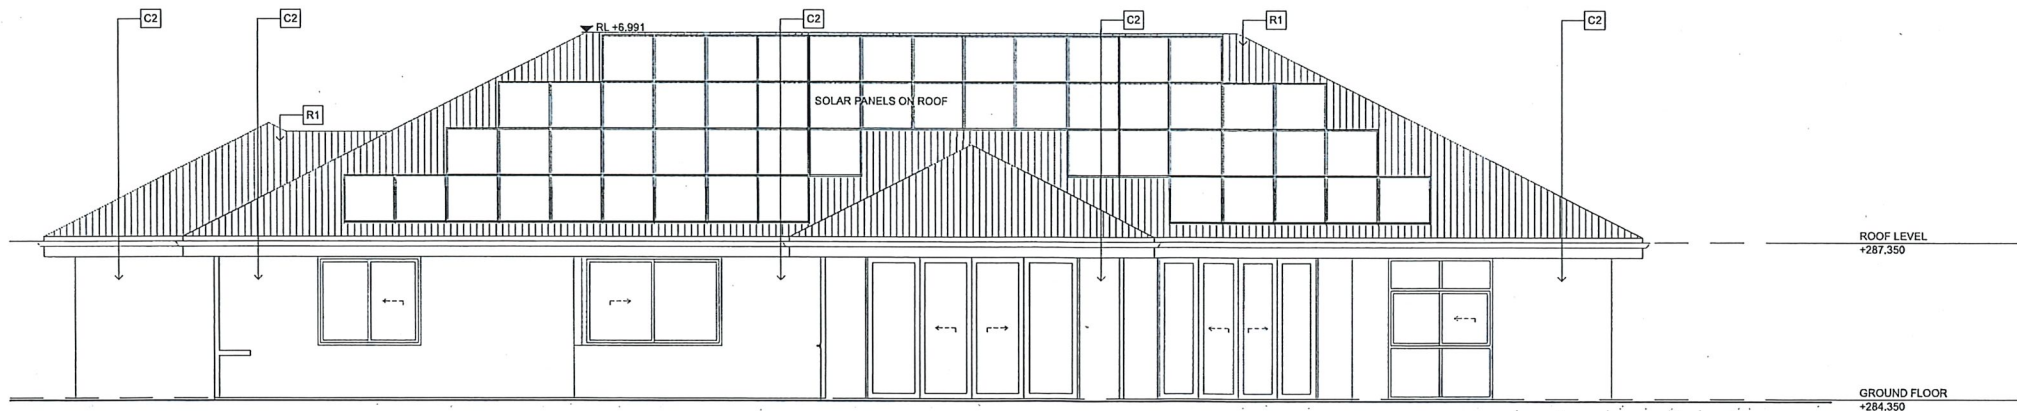 C2
C2
C2
C2
R1
C2
RL +6,991
SOLAR PANELS ON ROOF
R1
ROOF LEVEL
+287,350
GROUND FLOOR
+284,350